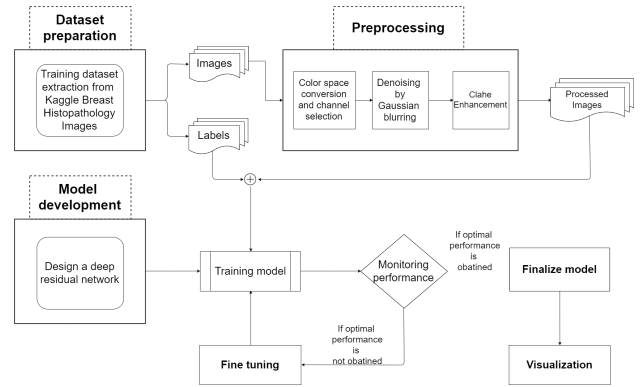 Dataset
preparation
Training dataset
extraction from
Kaggle Breast
Histopathology
Images
Images
Labels
Preprocessing
Color space
conversion
and channel
selection
Denoising
by
Gaussian
blurring
Clahe
Enhancement
Processed
Images
Model
development
Design a deep
residual network
Training model
Monitoring
performance
If optimal
performance
is
obatined
Finalize model
If optimal
performance
is
not obatined
Fine tuning
Visualization